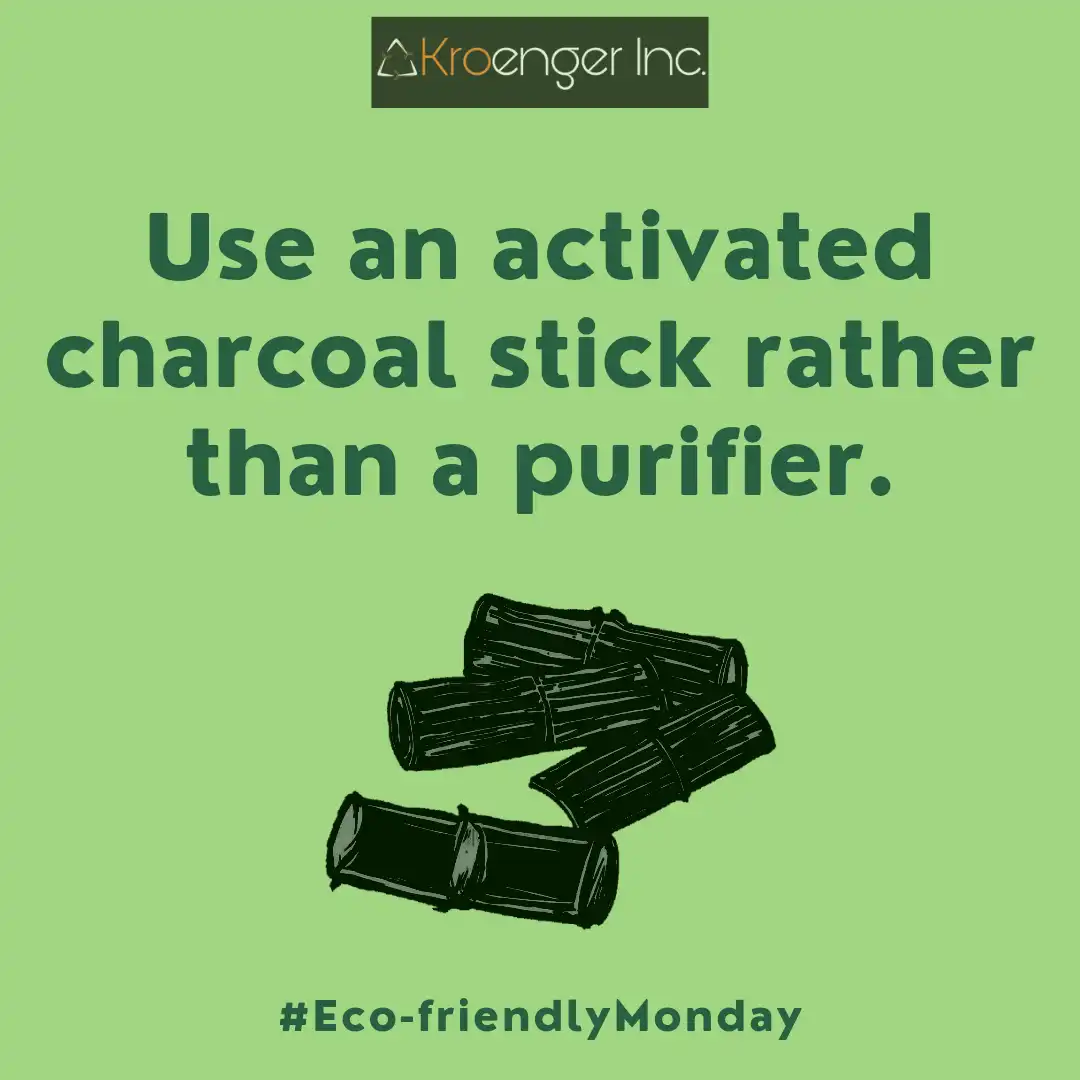 Kroenger Inc.
Use an activated
charcoal stick rather
than a purifier.
#Eco-friendlyMonday